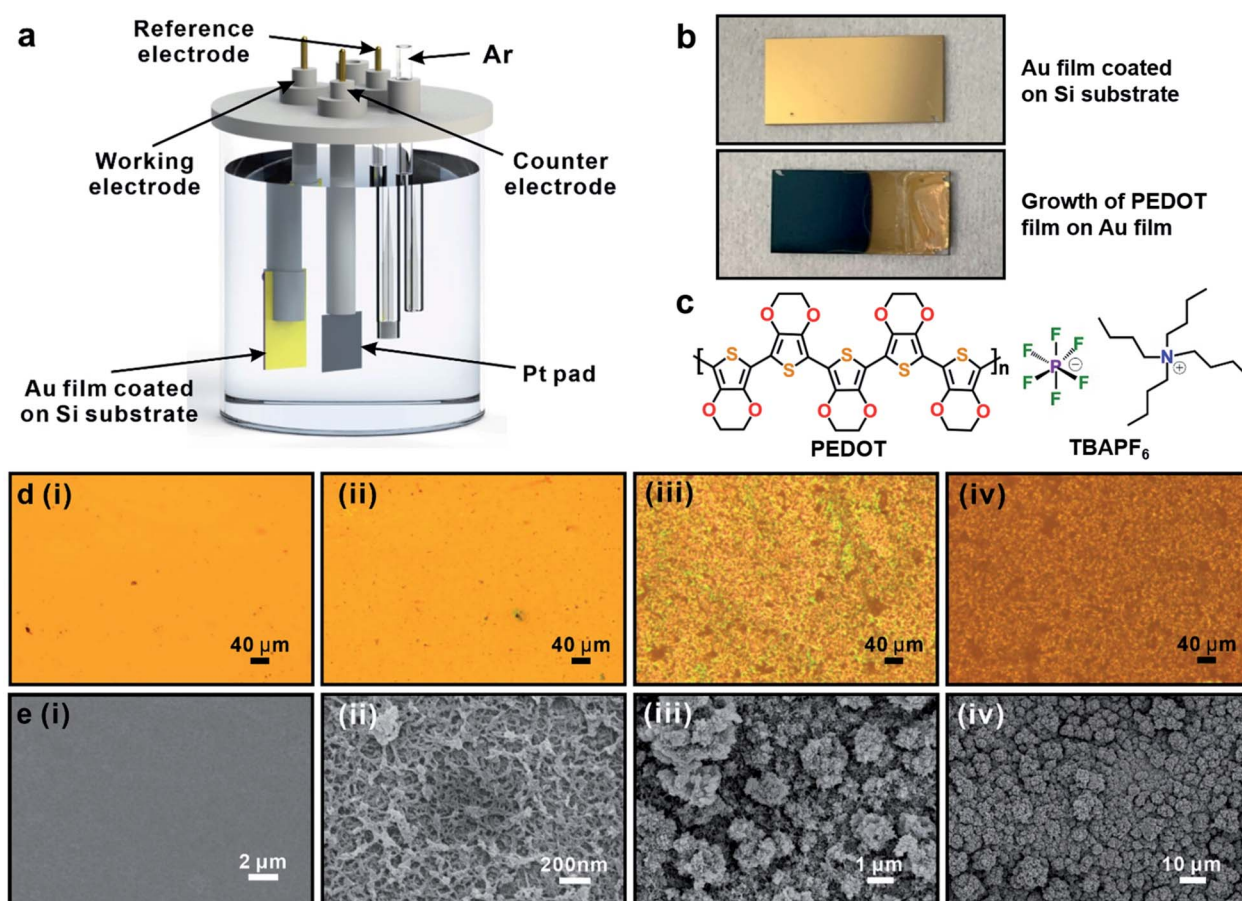 a
Reference
electrode
Ar
Working
electrode
Counter
electrode
Au film coated
on Si substrate
Pt pad
b
Au film coated
on Si substrate
Growth of PEDOT
film on Au film
c
O O O O
S S S S S
[ ]n
O O O O O O
PEDOT
F F F P ⊖ F F F
N ⊕
TBAPF₆
d (i)
40 µm
(ii)
40 µm
(iii)
40 µm
(iv)
40 µm
e (i)
2 µm
(ii)
200nm
(iii)
1 µm
(iv)
10 µm